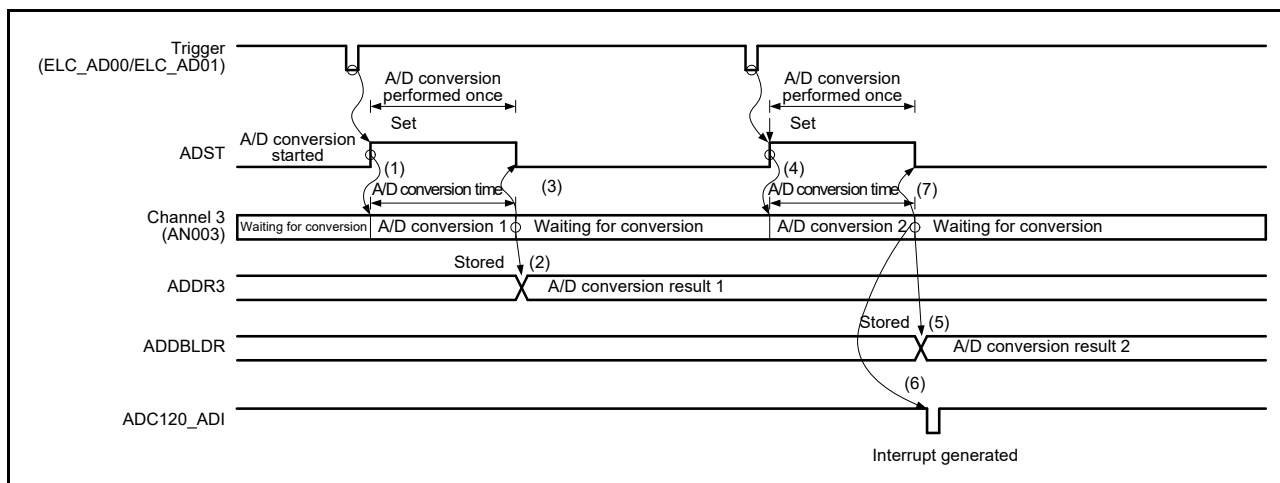 Trigger
(ELC_AD00/ELC_AD01)
A/D conversion
performed once
A/D conversion
performed once
Set
Set
ADST
A/D conversion
started
(1)
(3)
(4)
(7)
A/D conversion time
A/D conversion time
Channel 3
(AN003)
Waiting for conversion
A/D conversion 1
Waiting for conversion
A/D conversion 2
Waiting for conversion
Stored
(2)
ADDR3
A/D conversion result 1
Stored
(5)
ADDBLDR
A/D conversion result 2
(6)
ADC120_ADI
Interrupt generated